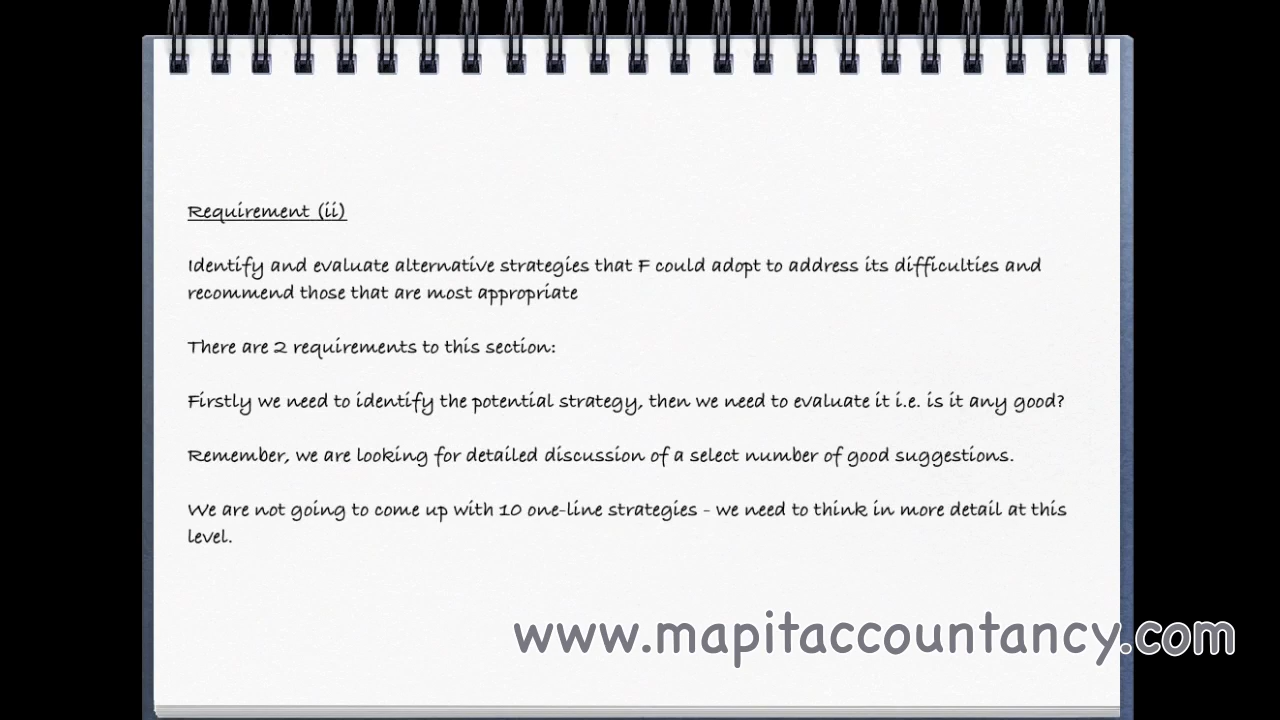 Requirement (ii)
Identify and evaluate alternative strategies that F could adopt to address its difficulties and
recommend those that are most appropriate
There are 2 requirements to this section:
Firstly we need to identify the potential strategy, then we need to evaluate it i.e. is it any good?
Remember, we are looking for detailed discussion of a select number of good suggestions.
We are not going to come up with 10 one-line strategies - we need to think in more detail at this
level.
www.mapitaccountancy.com